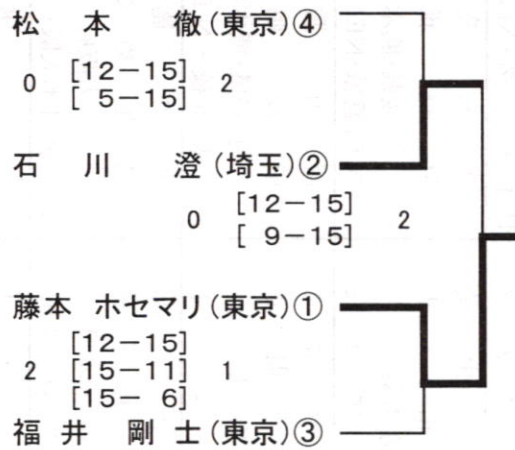 松 本 徹(東京)④
0 [12-15] 2
[ 5-15]
石 川 澄(埼玉)②
0 [12-15] 2
[ 9-15]
藤本 ホセマリ(東京)①
[12-15]
2 [15-11] 1
[15- 6]
福 井 剛 士(東京)③